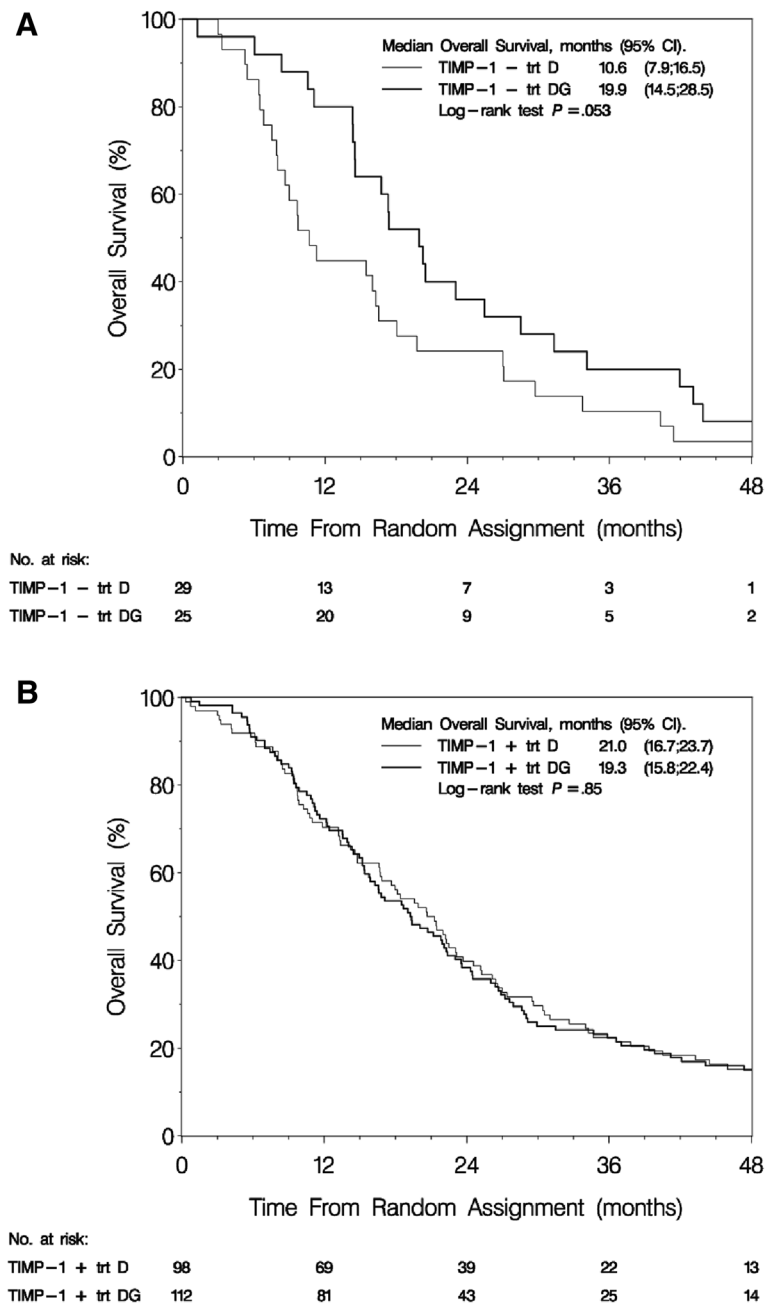 A
Median Overall Survival, months (95% CI).
TIMP-1 - trt D 10.6 (7.9;16.5)
TIMP-1 - trt DG 19.9 (14.5;28.5)
Log-rank test P =.053
Overall Survival (%)
100
80
60
40
20
0
0 12 24 36 48
Time From Random Assignment (months)
No. at risk:
TIMP-1 - trt D 29 13 7 3 1
TIMP-1 - trt DG 25 20 9 5 2
B
Median Overall Survival, months (95% CI).
TIMP-1 + trt D 21.0 (16.7;23.7)
TIMP-1 + trt DG 19.3 (15.8;22.4)
Log-rank test P =.85
Overall Survival (%)
100
80
60
40
20
0
0 12 24 36 48
Time From Random Assignment (months)
No. at risk:
TIMP-1 + trt D 98 69 39 22 13
TIMP-1 + trt DG 112 81 43 25 14